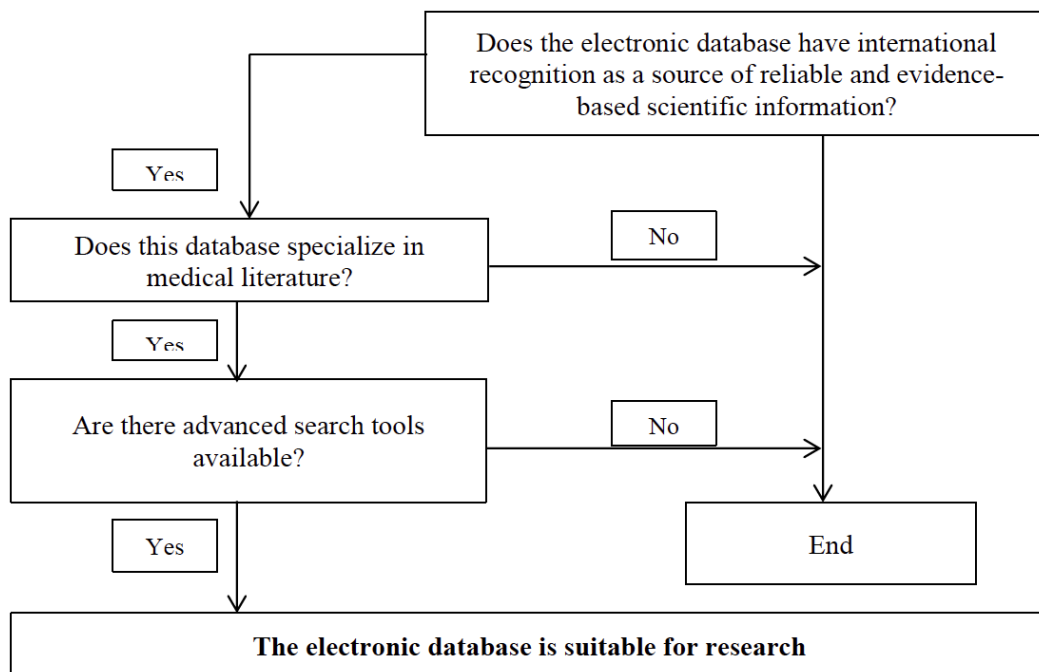 Does the electronic database have international
recognition as a source of reliable and evidence-
based scientific information?
Yes
Does this database specialize in
medical literature?
No
Yes
Are there advanced search tools
available?
No
Yes
End
The electronic database is suitable for research